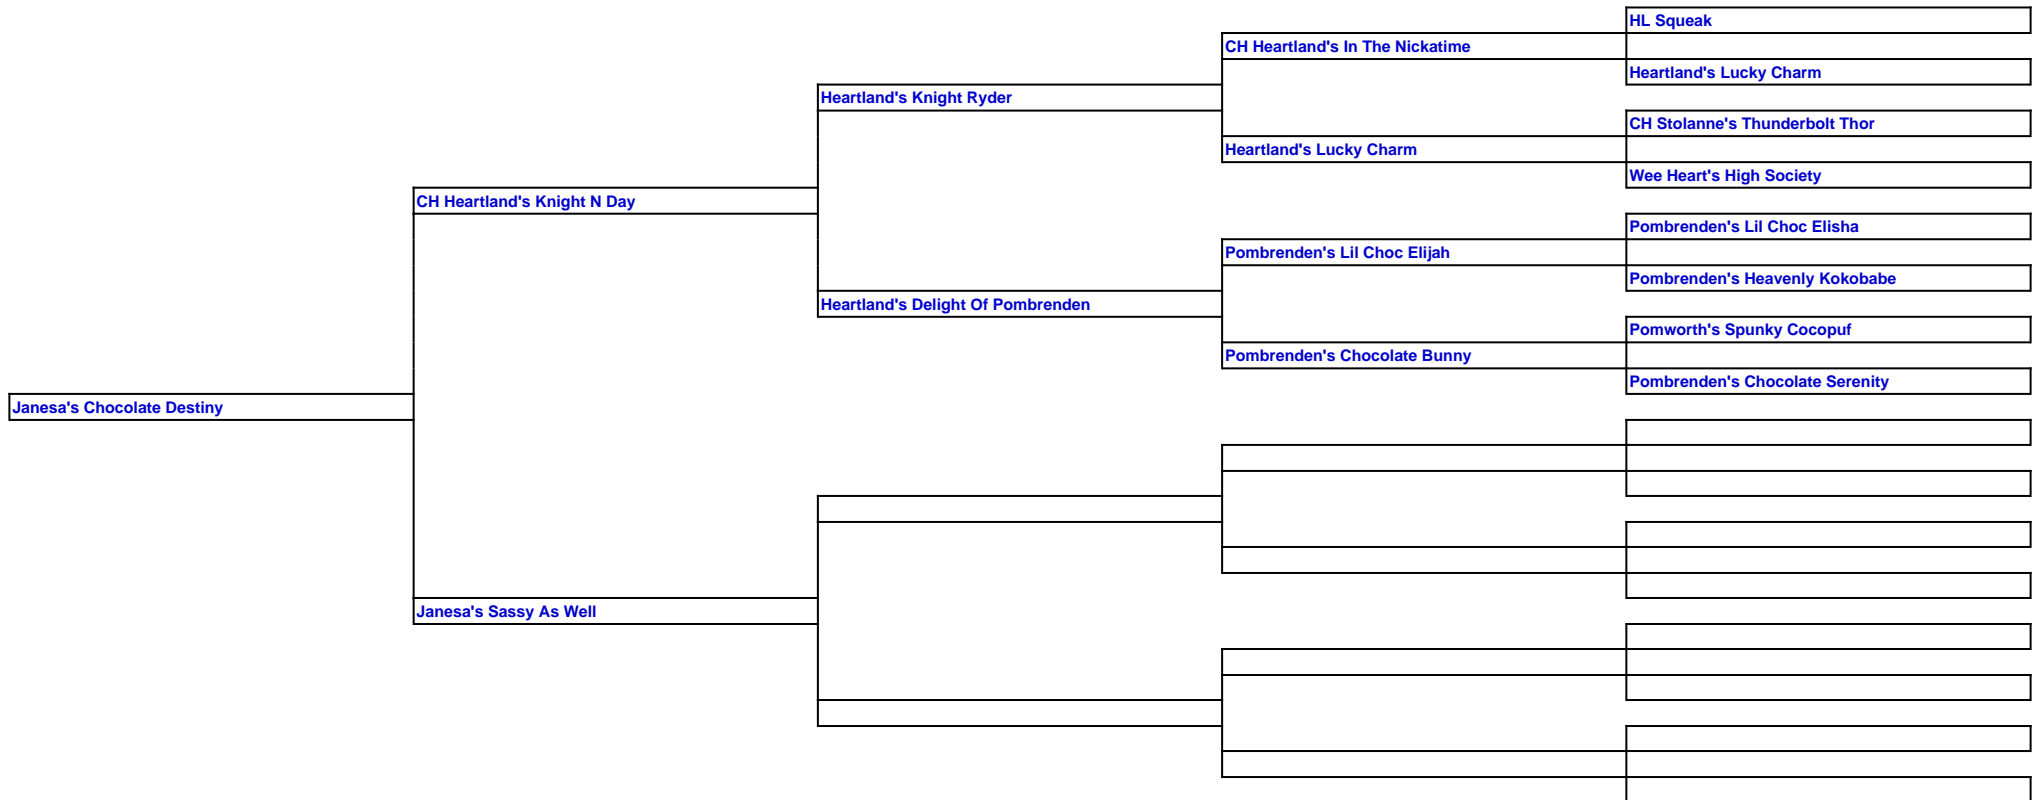 HL Squeak
CH Heartland's In The Nickatime
Heartland's Lucky Charm
Heartland's Knight Ryder
CH Stolanne's Thunderbolt Thor
Heartland's Lucky Charm
Wee Heart's High Society
CH Heartland's Knight N Day
Pombrenden's Lil Choc Elisha
Pombrenden's Lil Choc Elijah
Pombrenden's Heavenly Kokobabe
Heartland's Delight Of Pombrenden
Pomworth's Spunky Cocopuf
Pombrenden's Chocolate Bunny
Pombrenden's Chocolate Serenity
Janesa's Chocolate Destiny
Janesa's Sassy As Well